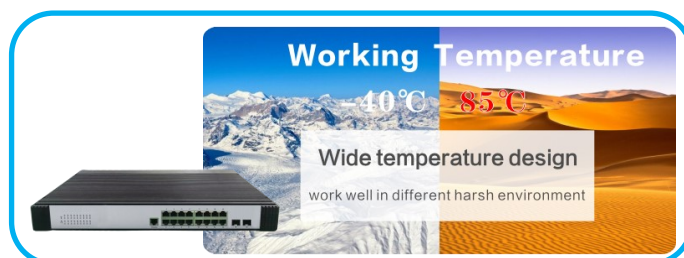 Working Temperature
-40℃ 85℃
Wide temperature design
work well in different harsh environment